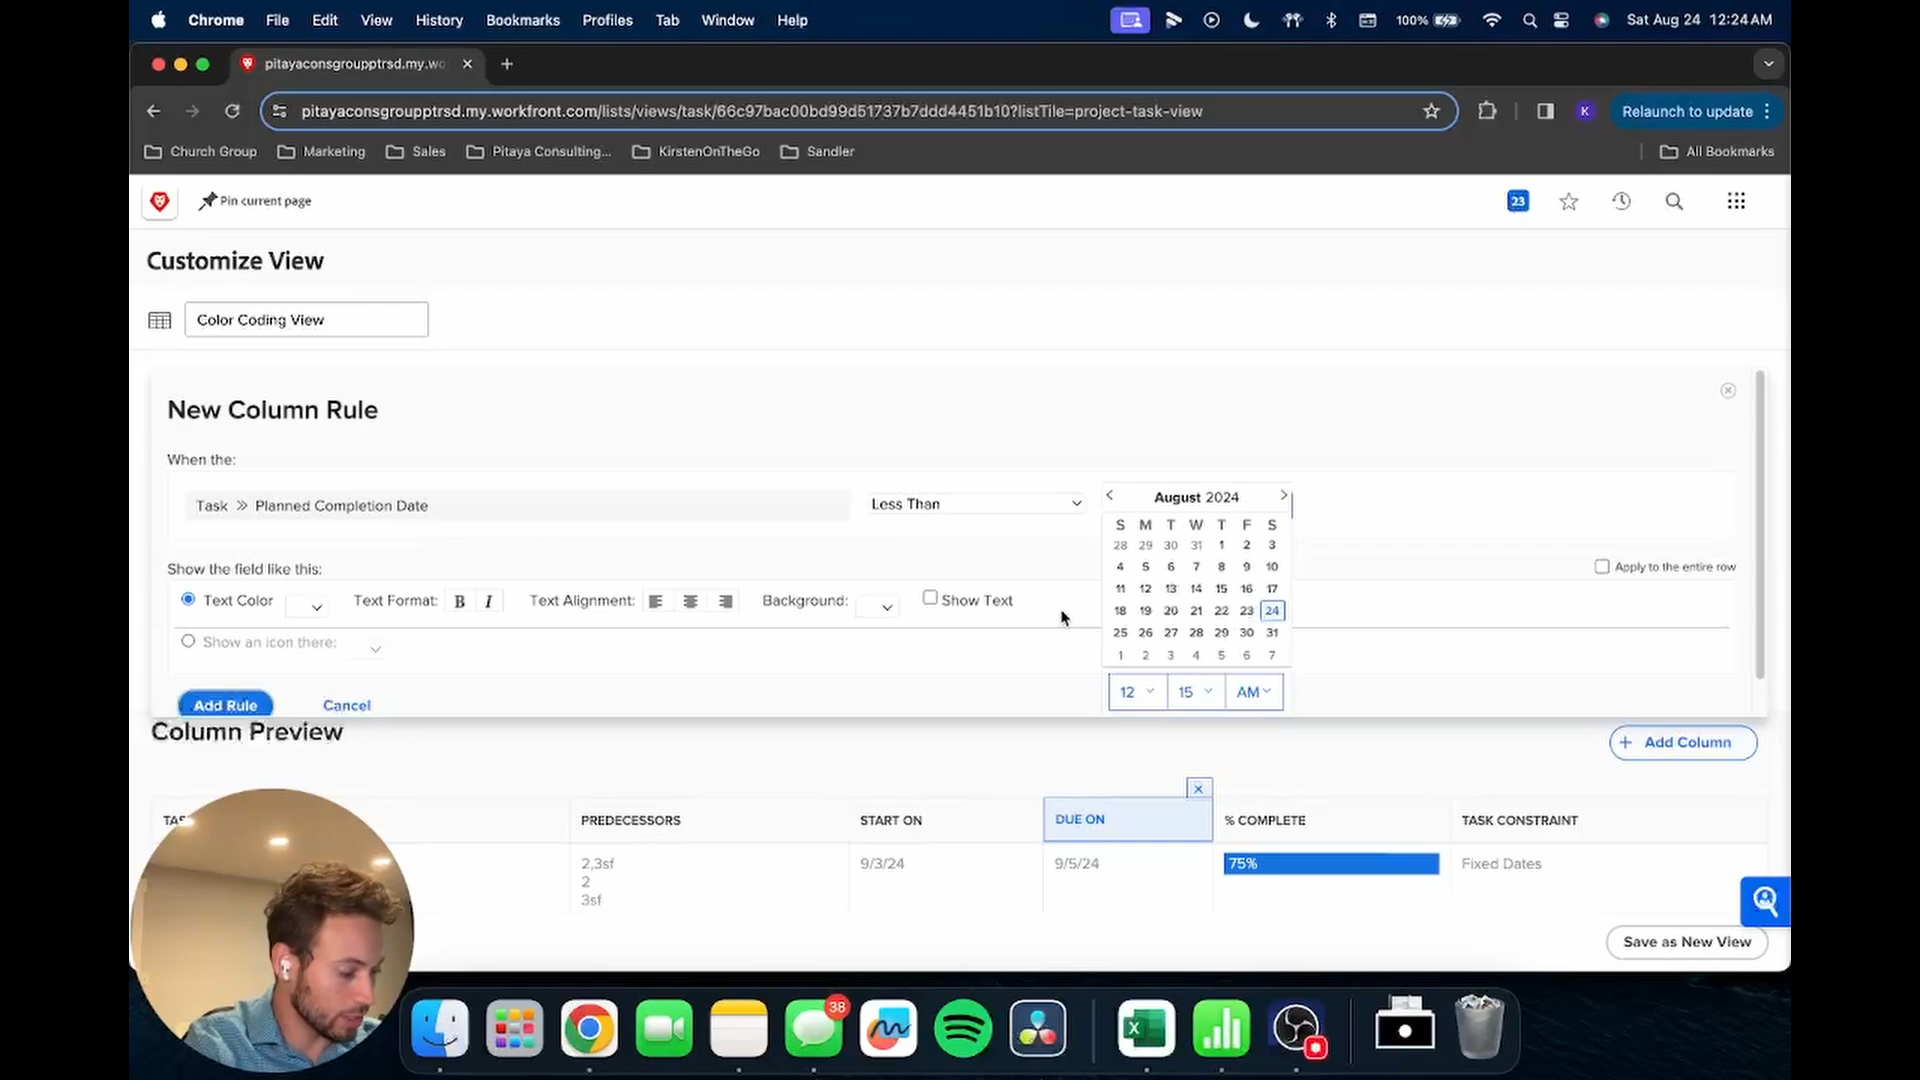 Chrome File Edit View History Bookmarks Profiles Tab Window Help 100% Sat Aug 24 12:24 AM
pitayaconsgroupptrsd.my.wo
pitayaconsgroupptrsd.my.workfront.com/lists/views/task/66c97bac00bd99d51737b7ddd4451b10?listTile=project-task-view K Relaunch to update
Church Group Marketing Sales Pitaya Consulting... KirstenOnTheGo Sandler All Bookmarks
Pin current page 23
Customize View
Color Coding View
New Column Rule
When the:
Task » Planned Completion Date Less Than
August 2024
S M T W T F S
28 29 30 31 1 2 3
4 5 6 7 8 9 10
11 12 13 14 15 16 17
18 19 20 21 22 23 24
25 26 27 28 29 30 31
1 2 3 4 5 6 7
12 15 AM
Show the field like this: Apply to the entire row
Text Color Text Format: B I Text Alignment: Background: Show Text
Show an icon there:
Add Rule Cancel
Column Preview + Add Column
TAS PREDECESSORS START ON DUE ON % COMPLETE TASK CONSTRAINT
2,3sf 9/3/24 9/5/24 75% Fixed Dates
2
3sf
Save as New View
38